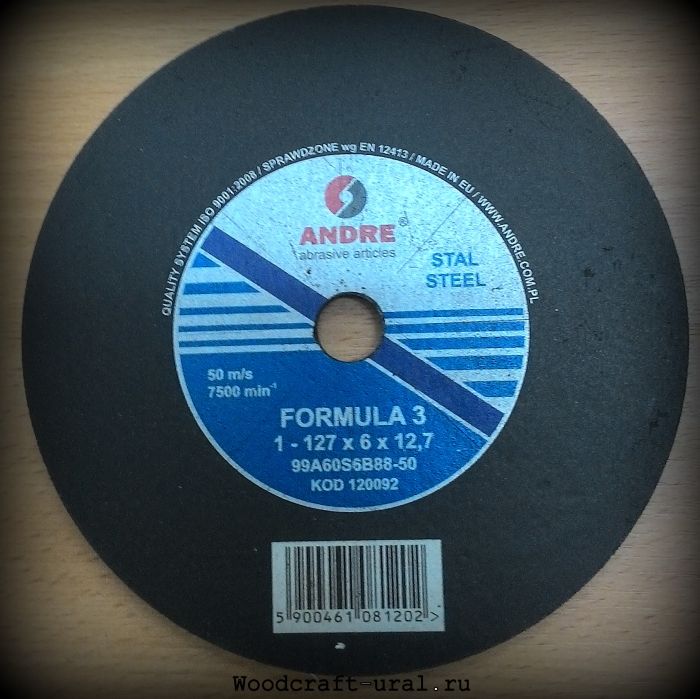 QUALITY SYSTEM ISO 9001:2008 / SPRAWDZONE wg EN 12413 / MADE IN EU / WWW.ANDRE.COM.PL
ANDRE®
abrasive articles
STAL
STEEL
50 m/s
7500 min⁻¹
FORMULA 3
1 - 127 x 6 x 12,7
99A60S6B88-50
KOD 120092
5 900461 081202 >
Woodcraft-ural.ru